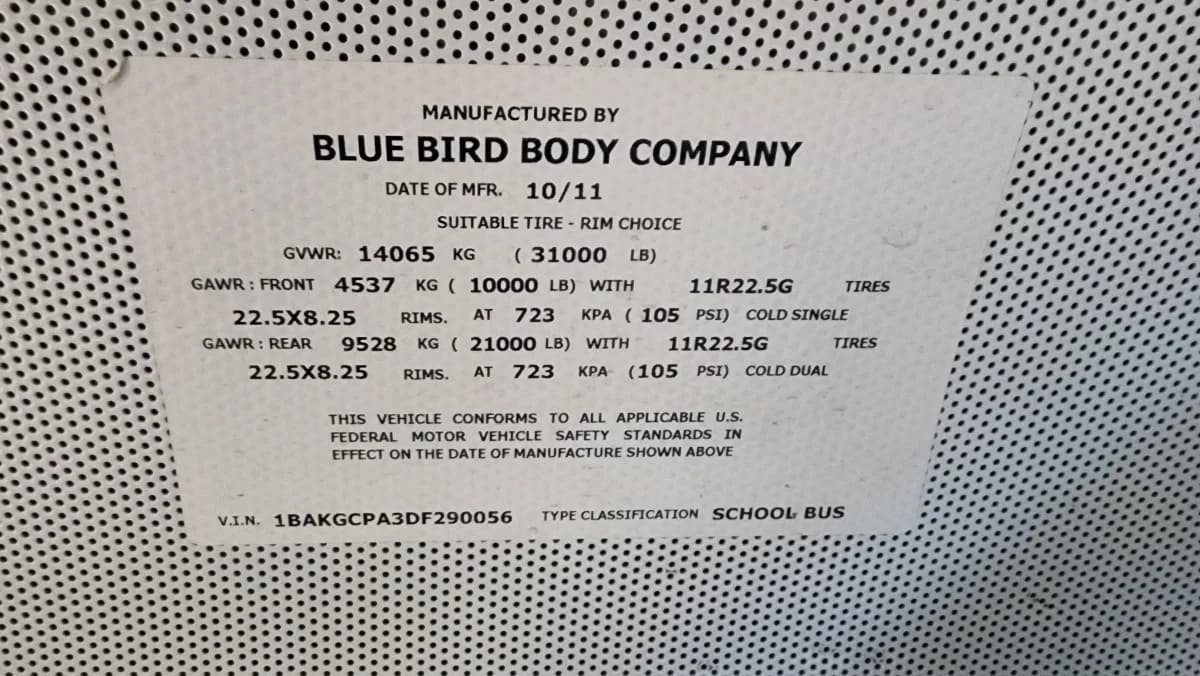 MANUFACTURED BY
BLUE BIRD BODY COMPANY
DATE OF MFR. 10/11
SUITABLE TIRE - RIM CHOICE
GVWR: 14065 KG ( 31000 LB)
GAWR : FRONT 4537 KG ( 10000 LB) WITH 11R22.5G TIRES
22.5X8.25 RIMS. AT 723 KPA ( 105 PSI) COLD SINGLE
GAWR : REAR 9528 KG ( 21000 LB) WITH 11R22.5G TIRES
22.5X8.25 RIMS. AT 723 KPA (105 PSI) COLD DUAL
THIS VEHICLE CONFORMS TO ALL APPLICABLE U.S.
FEDERAL MOTOR VEHICLE SAFETY STANDARDS IN
EFFECT ON THE DATE OF MANUFACTURE SHOWN ABOVE
V.I.N. 1BAKGCPA3DF290056 TYPE CLASSIFICATION SCHOOL BUS